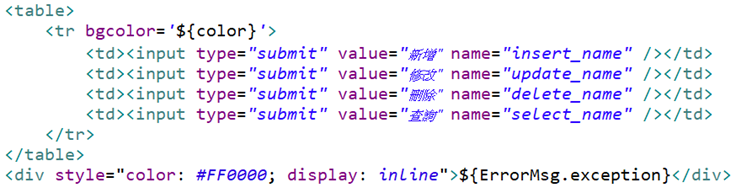 <table>
<tr bgcolor='${color}'>
<td><input type="submit" value="新增" name="insert_name" /></td>
<td><input type="submit" value="修改" name="update_name" /></td>
<td><input type="submit" value="刪除" name="delete_name" /></td>
<td><input type="submit" value="查詢" name="select_name" /></td>
</tr>
</table>
<div style="color: #FF0000; display: inline">${ErrorMsg.exception}</div>